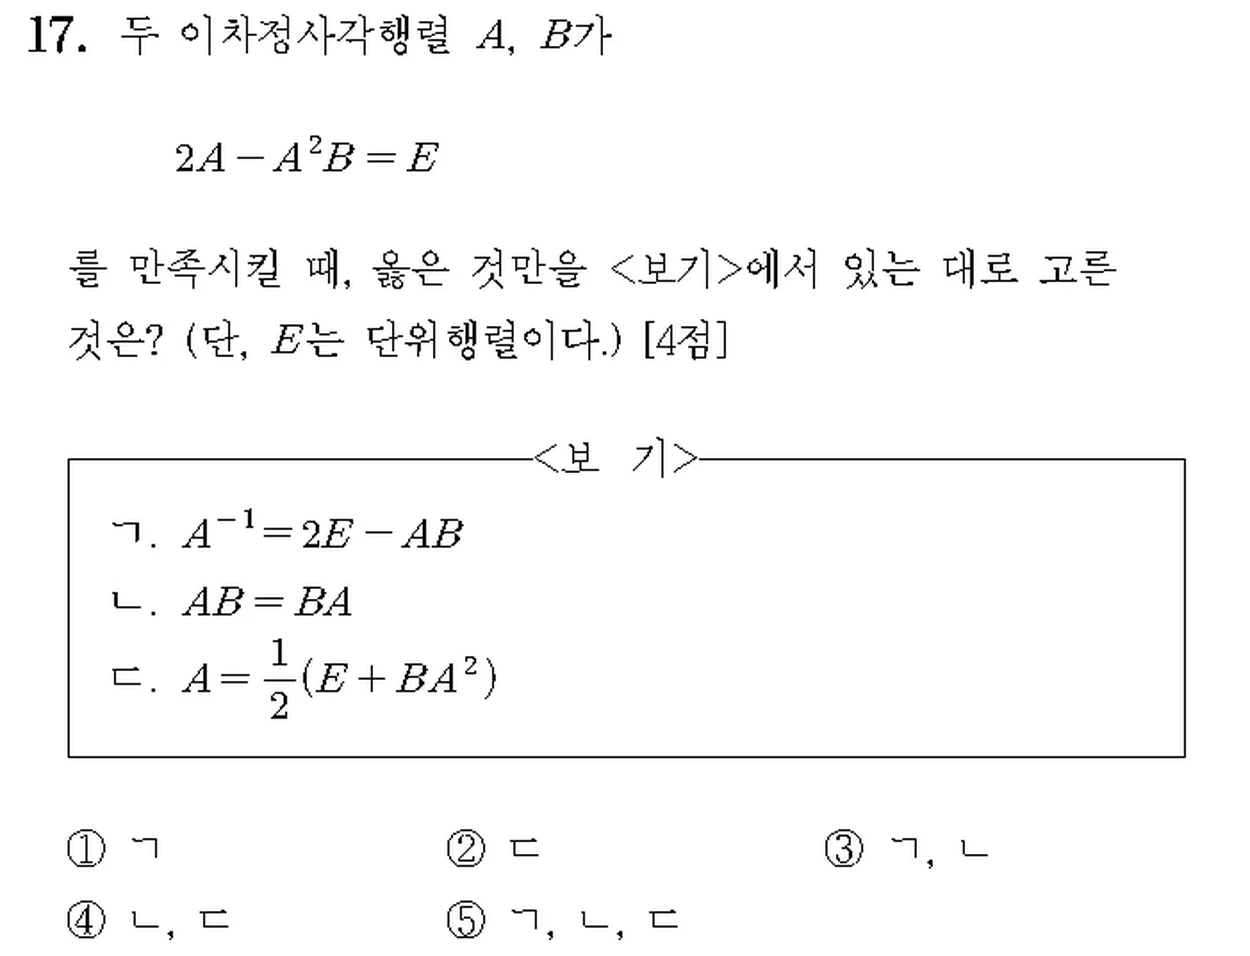 17. 두 이차정사각행렬 A, B가
2A − A²B = E
를 만족시킬 때, 옳은 것만을 <보기>에서 있는 대로 고른
것은? (단, E는 단위행렬이다.) [4점]
<보 기>
ㄱ. A⁻¹ = 2E − AB
ㄴ. AB = BA
ㄷ. A = 1/2(E + BA²)
① ㄱ ② ㄷ ③ ㄱ, ㄴ
④ ㄴ, ㄷ ⑤ ㄱ, ㄴ, ㄷ